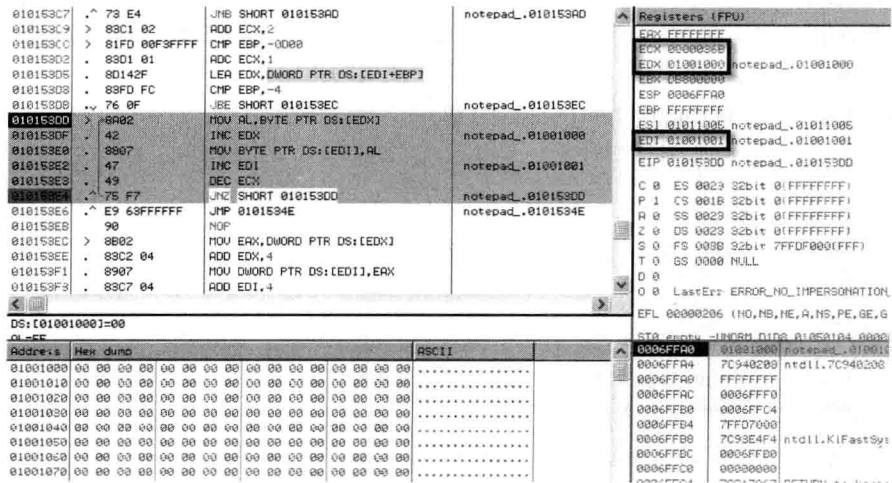 010153C7 .^ 73 E4 JNB SHORT 010153AD notepad_.010153AD
010153C9 > 83C1 02 ADD ECX,2
010153CC > 81FD 00F3FFFF CMP EBP,-0D00
010153D2 . 83D1 01 ADC ECX,1
010153D5 . 8D142F LEA EDX,DWORD PTR DS:[EDI+EBP]
010153D8 . 83FD FC CMP EBP,-4
010153DB .v 76 0F JBE SHORT 010153EC notepad_.010153EC
010153DD > 8A02 MOV AL,BYTE PTR DS:[EDX]
010153DF . 42 INC EDX notepad_.01001000
010153E0 . 8807 MOV BYTE PTR DS:[EDI],AL
010153E2 . 47 INC EDI notepad_.01001001
010153E3 . 49 DEC ECX
010153E4 .^ 75 F7 JNZ SHORT 010153DD notepad_.010153DD
010153E6 .^ E9 63FFFFFF JMP 0101534E notepad_.0101534E
010153EB 90 NOP
010153EC > 8B02 MOV EAX,DWORD PTR DS:[EDX]
010153EE . 83C2 04 ADD EDX,4
010153F1 . 8907 MOV DWORD PTR DS:[EDI],EAX
010153F3 . 83C7 04 ADD EDI,4
DS:[01001000]=00
AL=FF
Registers (FPU)
EAX FFFFFFFF
ECX 0000036B
EDX 01001000 notepad_.01001000
EBX DB800000
ESP 0006FFA0
EBP FFFFFFFF
ESI 01011005 notepad_.01011005
EDI 01001001 notepad_.01001001
EIP 010153DD notepad_.010153DD
C 0 ES 0023 32bit 0(FFFFFFFF)
P 1 CS 001B 32bit 0(FFFFFFFF)
A 0 SS 0023 32bit 0(FFFFFFFF)
Z 0 DS 0023 32bit 0(FFFFFFFF)
S 0 FS 003B 32bit 7FFDF000(FFF)
T 0 GS 0000 NULL
D 0
O 0 LastErr ERROR_NO_IMPERSONATION_
EFL 00000206 (NO,NB,NE,A,NS,PE,GE,G
ST0 empty -UNORM D1D8 01050104
Address Hex dump ASCII
01001000 00 00 00 00 00 00 00 00 00 00 00 00 00 00 00 00 ................
01001010 00 00 00 00 00 00 00 00 00 00 00 00 00 00 00 00 ................
01001020 00 00 00 00 00 00 00 00 00 00 00 00 00 00 00 00 ................
01001030 00 00 00 00 00 00 00 00 00 00 00 00 00 00 00 00 ................
01001040 00 00 00 00 00 00 00 00 00 00 00 00 00 00 00 00 ................
01001050 00 00 00 00 00 00 00 00 00 00 00 00 00 00 00 00 ................
01001060 00 00 00 00 00 00 00 00 00 00 00 00 00 00 00 00 ................
01001070 00 00 00 00 00 00 00 00 00 00 00 00 00 00 00 00 ................
0006FFA0 01001000 notepad_.010010
0006FFA4 7C940208 ntdll.7C940208
0006FFA8 FFFFFFFF
0006FFAC 0006FFF0
0006FFB0 0006FFC4
0006FFB4 7FFD7000
0006FFB8 7C93E4F4 ntdll.KiFastSys
0006FFBC 0006FFB0
0006FFC0 00000000